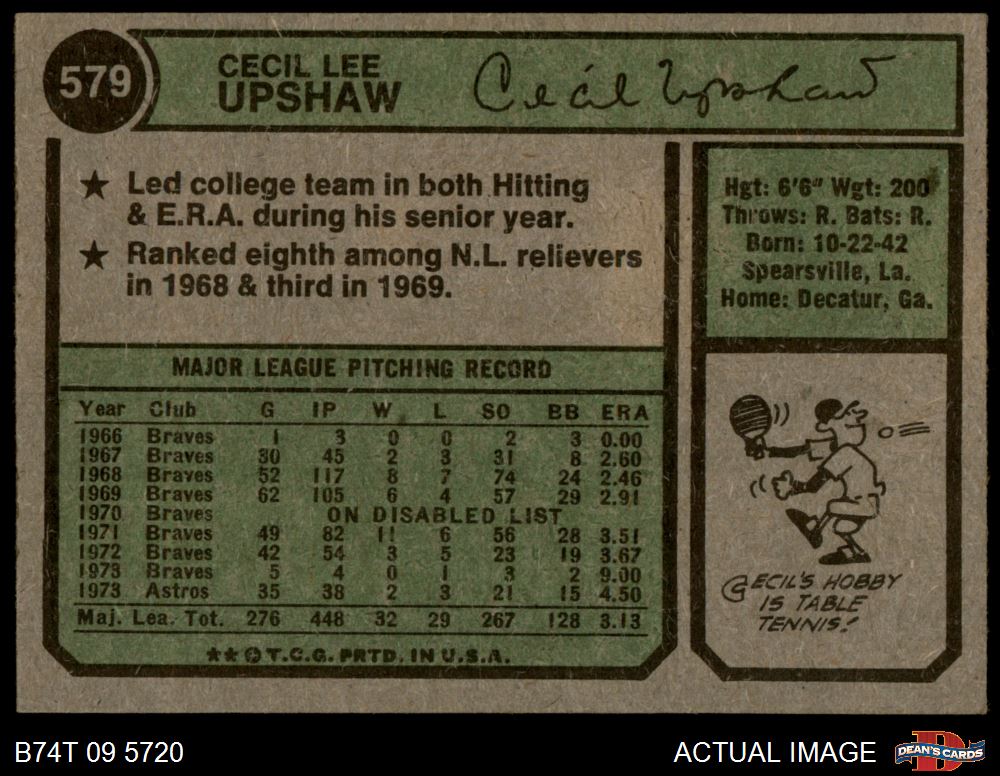 579
CECIL LEE
UPSHAW
Cecil Upshaw
★ Led college team in both Hitting
& E.R.A. during his senior year.
★ Ranked eighth among N.L. relievers
in 1968 & third in 1969.
Hgt: 6'6" Wgt: 200
Throws: R. Bats: R.
Born: 10-22-42
Spearsville, La.
Home: Decatur, Ga.
MAJOR LEAGUE PITCHING RECORD
Year Club G IP W L SO BB ERA
1966 Braves 1 3 0 0 2 3 0.00
1967 Braves 30 45 2 3 31 8 2.60
1968 Braves 52 117 8 7 74 24 2.46
1969 Braves 62 105 6 4 57 29 2.91
1970 Braves ON DISABLED LIST
1971 Braves 49 82 11 6 56 28 3.51
1972 Braves 42 54 3 5 23 19 3.67
1973 Braves 5 4 0 1 3 2 9.00
1973 Astros 35 38 2 3 21 15 4.50
Maj. Lea. Tot. 276 448 32 29 267 128 3.13
★★ © T.C.G. PRTD. IN U.S.A.
CECIL'S HOBBY
IS TABLE
TENNIS!
B74T 09 5720
ACTUAL IMAGE
D
DEAN'S CARDS